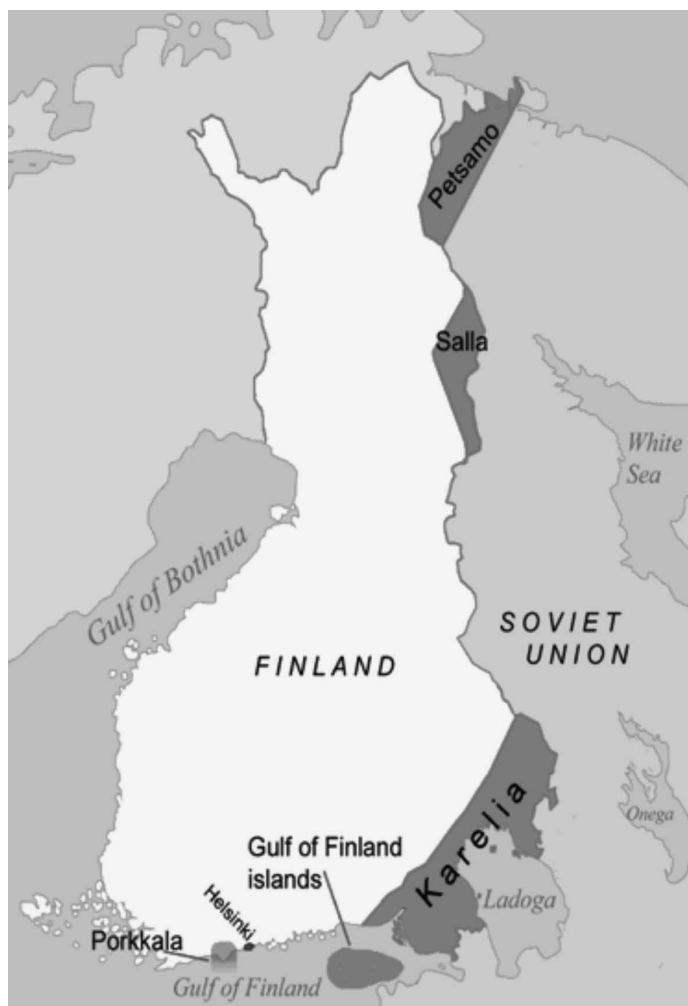 Petsamo
Salla
White
Sea
Gulf of Bothnia
SOVIET
UNION
FINLAND
Karelia
Onega
Gulf of Finland
islands
Ladoga
Helsinki
Porkkala
Gulf of Finland